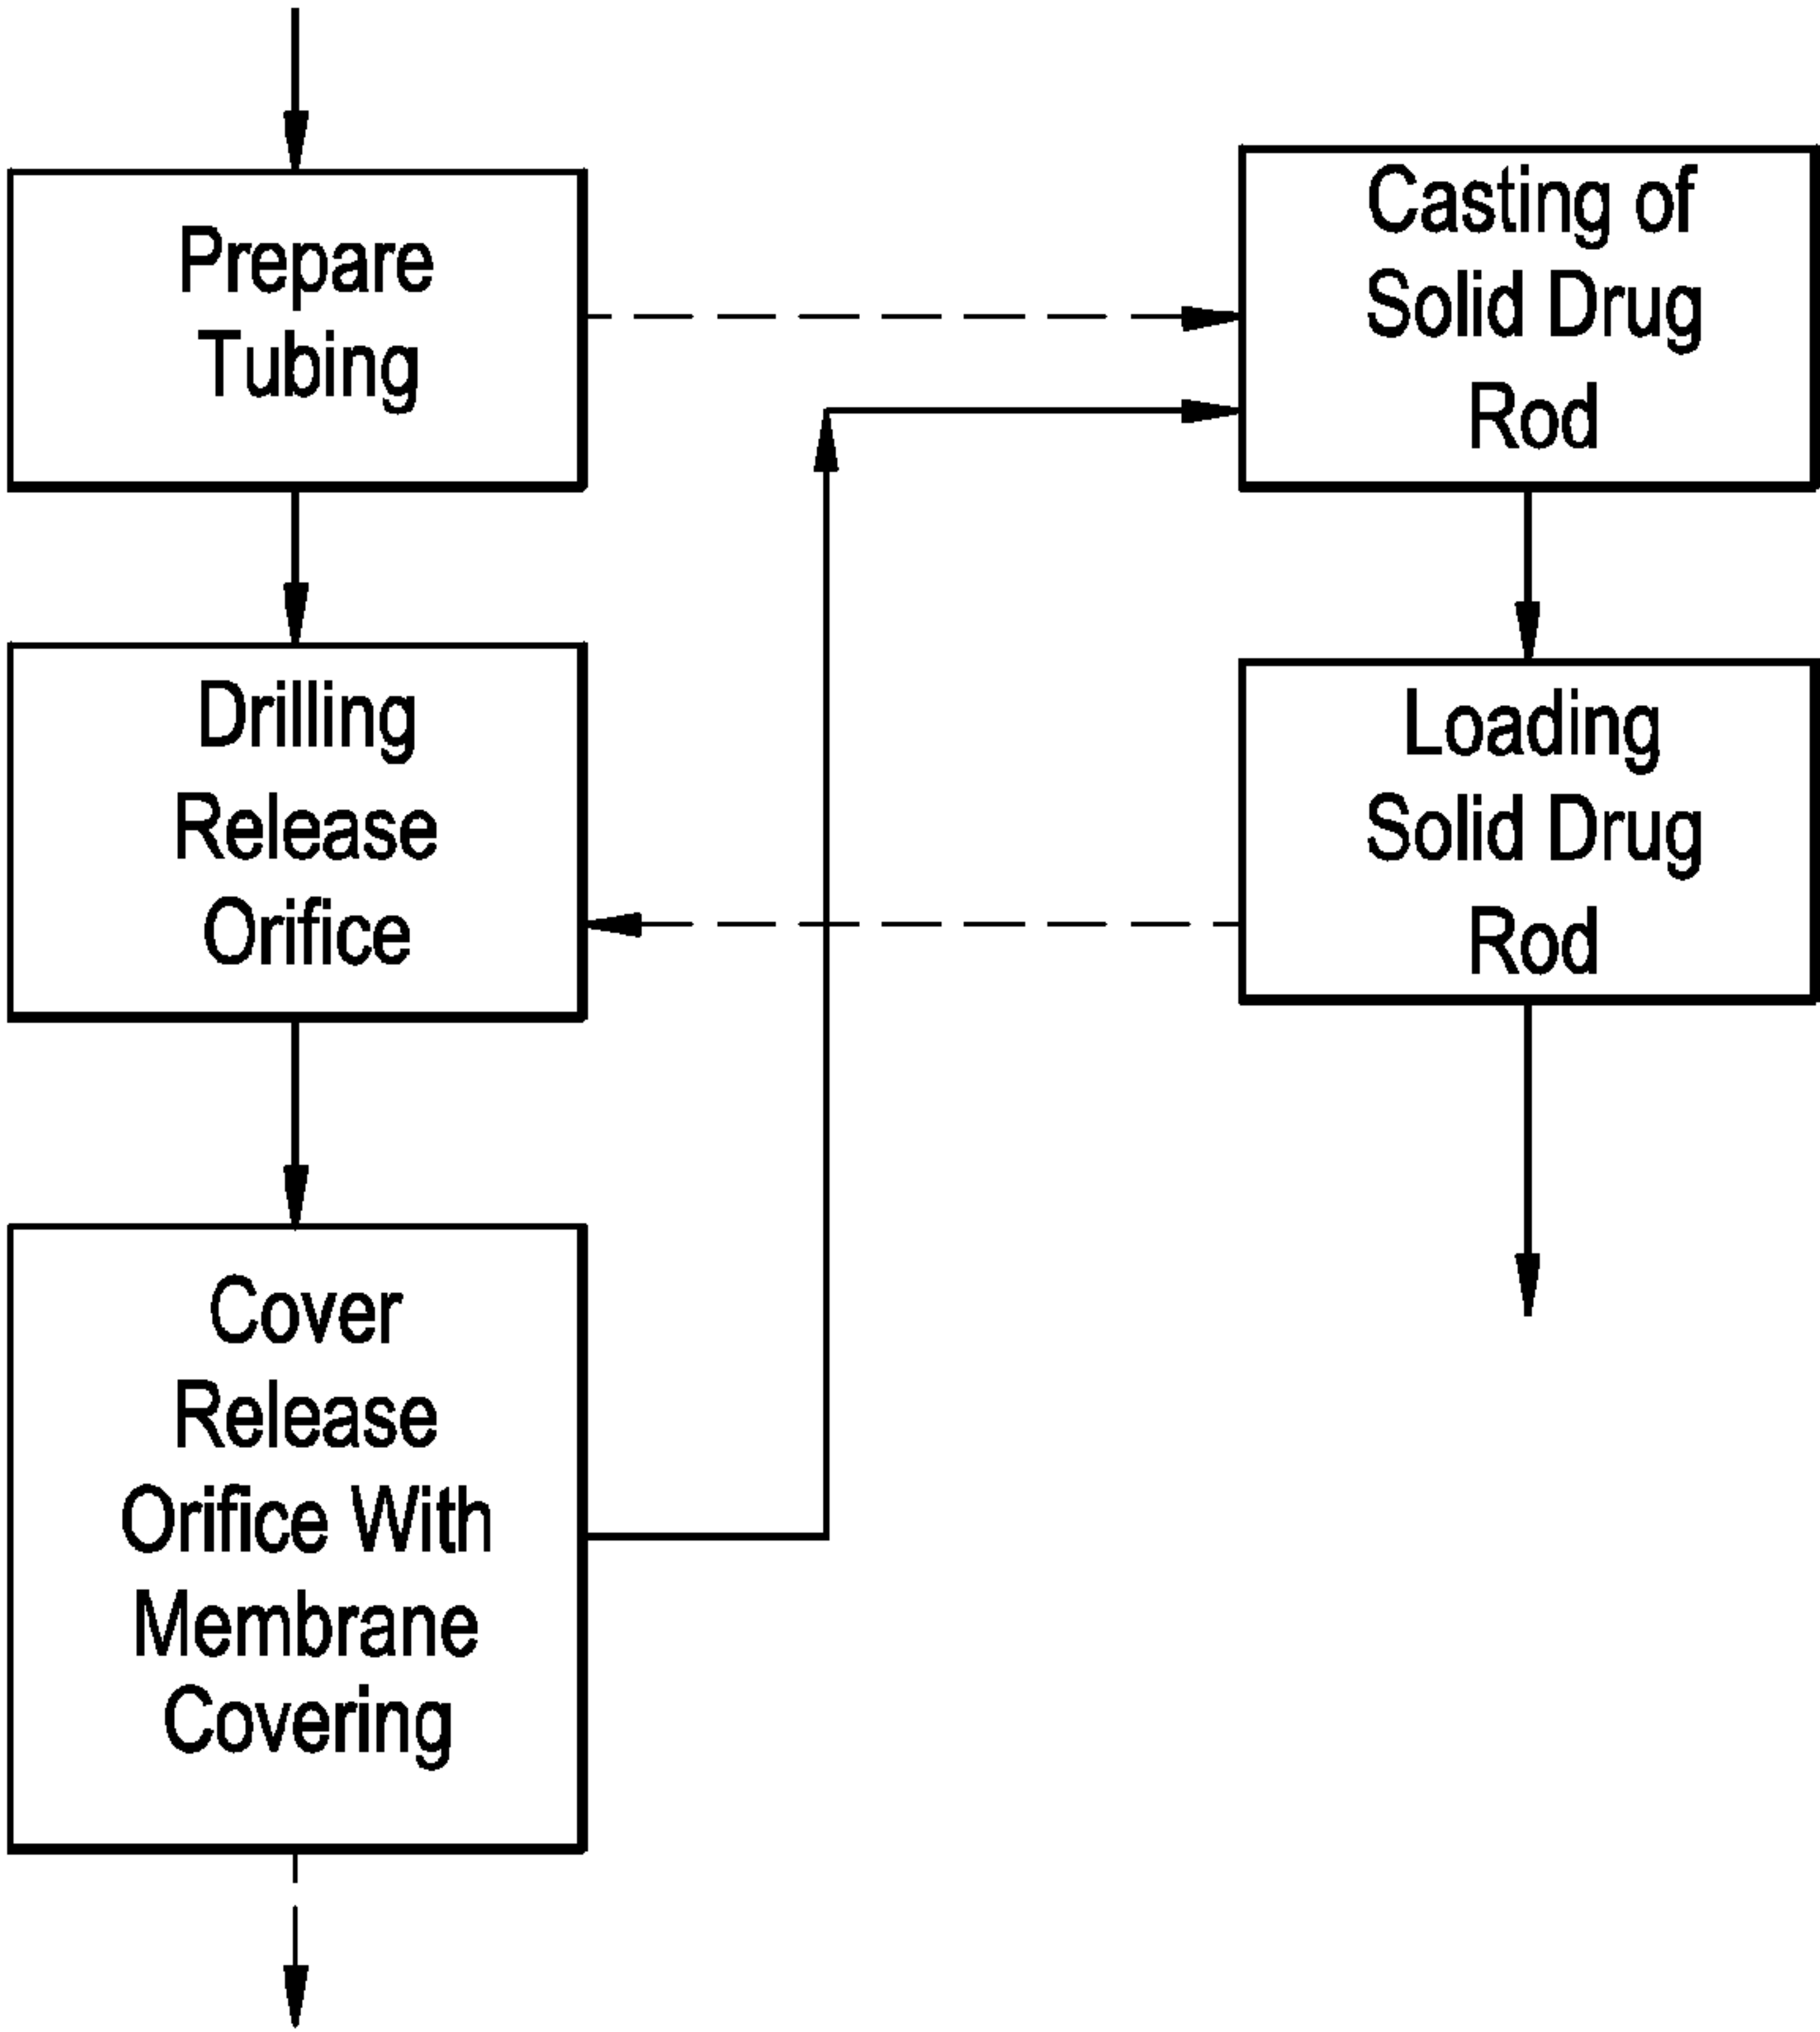 Prepare
Tubing
Drilling
Release
Orifice
Cover
Release
Orifice With
Membrane
Covering
Casting of
Solid Drug
Rod
Loading
Solid Drug
Rod